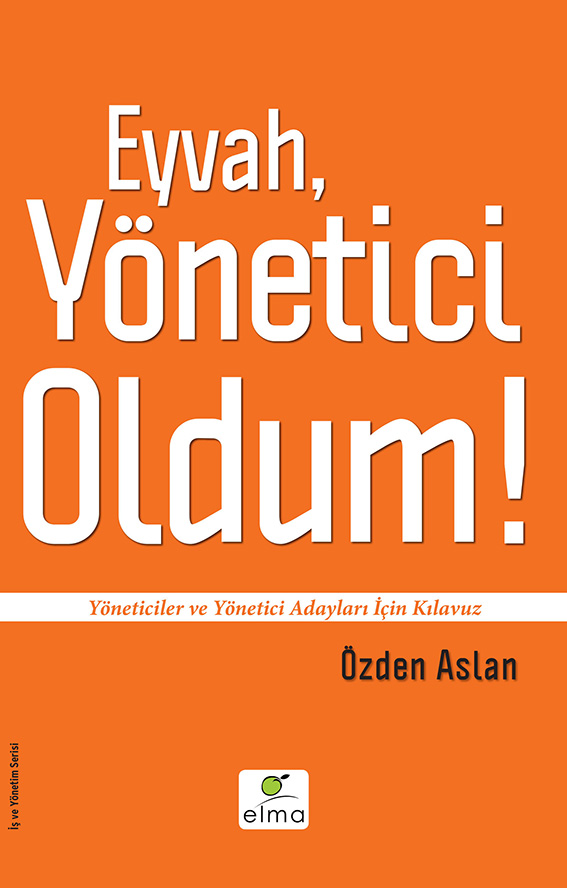 Eyvah,
Yönetici
Oldum!
Yöneticiler ve Yönetici Adayları İçin Kılavuz
Özden Aslan
İş ve Yönetim Serisi
elma